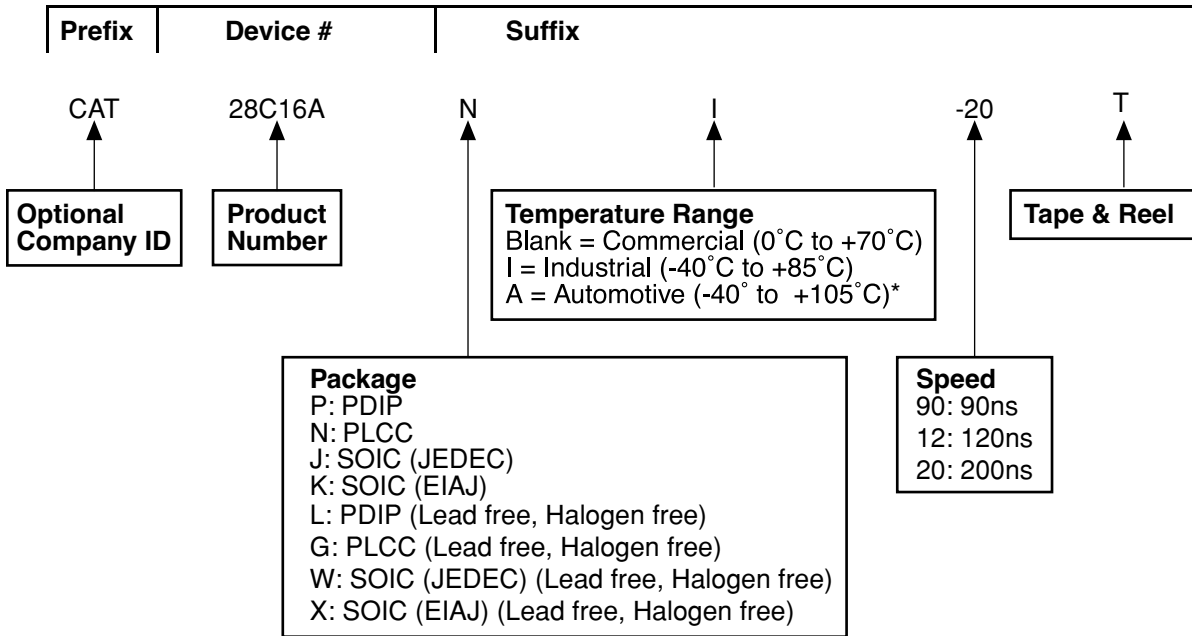 Prefix Device # Suffix
CAT 28C16A N I -20 T
Optional
Company ID
Product
Number
Temperature Range
Blank = Commercial (0˚C to +70˚C)
I = Industrial (-40˚C to +85˚C)
A = Automotive (-40˚ to +105˚C)*
Tape & Reel
Package
P: PDIP
N: PLCC
J: SOIC (JEDEC)
K: SOIC (EIAJ)
L: PDIP (Lead free, Halogen free)
G: PLCC (Lead free, Halogen free)
W: SOIC (JEDEC) (Lead free, Halogen free)
X: SOIC (EIAJ) (Lead free, Halogen free)
Speed
90: 90ns
12: 120ns
20: 200ns